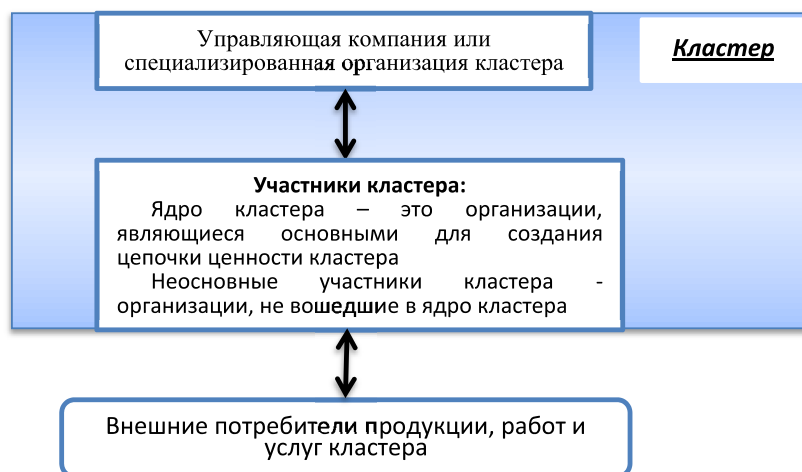 Управляющая компания или
специализированная организация кластера
Кластер
Участники кластера:
Ядро кластера – это организации,
являющиеся основными для создания
цепочки ценности кластера
Неосновные участники кластера -
организации, не вошедшие в ядро кластера
Внешние потребители продукции, работ и
услуг кластера